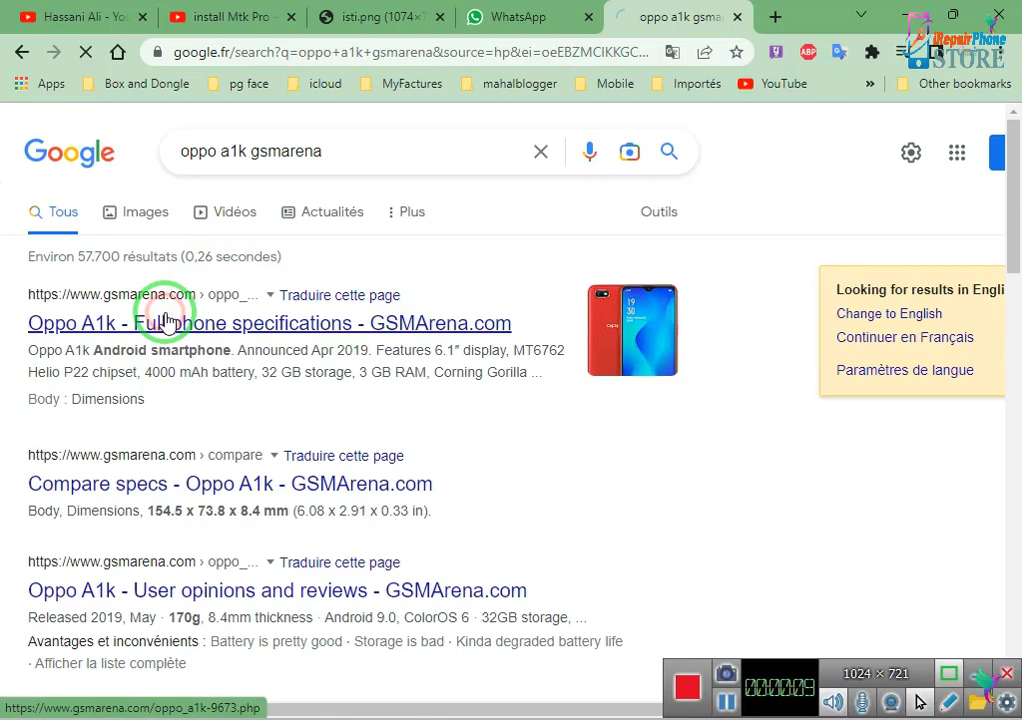 Hassani Ali - You
install Mtk Pro -
isti.png (1074×7
WhatsApp
oppo a1k gsma
google.fr/search?q=oppo+a1k+gsmarena&source=hp&ei=oeEBZMCIKKGC...
ABP
iRepairPhone
STORE
Apps
Box and Dongle
pg face
icloud
MyFactures
mahalblogger
Mobile
Importés
YouTube
»
Other bookmarks
Google
oppo a1k gsmarena
Tous
Images
Vidéos
Actualités
Plus
Outils
Environ 57.700 résultats (0,26 secondes)
https://www.gsmarena.com › oppo_... Traduire cette page
Oppo A1k - Full phone specifications - GSMArena.com
Oppo A1k Android smartphone. Announced Apr 2019. Features 6.1″ display, MT6762
Helio P22 chipset, 4000 mAh battery, 32 GB storage, 3 GB RAM, Corning Gorilla ...
Body : Dimensions
Looking for results in Engli
Change to English
Continuer en Français
Paramètres de langue
https://www.gsmarena.com › compare Traduire cette page
Compare specs - Oppo A1k - GSMArena.com
Body, Dimensions, 154.5 x 73.8 x 8.4 mm (6.08 x 2.91 x 0.33 in).
https://www.gsmarena.com › oppo_... Traduire cette page
Oppo A1k - User opinions and reviews - GSMArena.com
Released 2019, May · 170g, 8.4mm thickness · Android 9.0, ColorOS 6 · 32GB storage, ...
Avantages et inconvénients : Battery is pretty good · Storage is bad · Kinda degraded battery life
· Afficher la liste complète
1024 × 721
https://www.gsmarena.com/oppo_a1k-9673.php